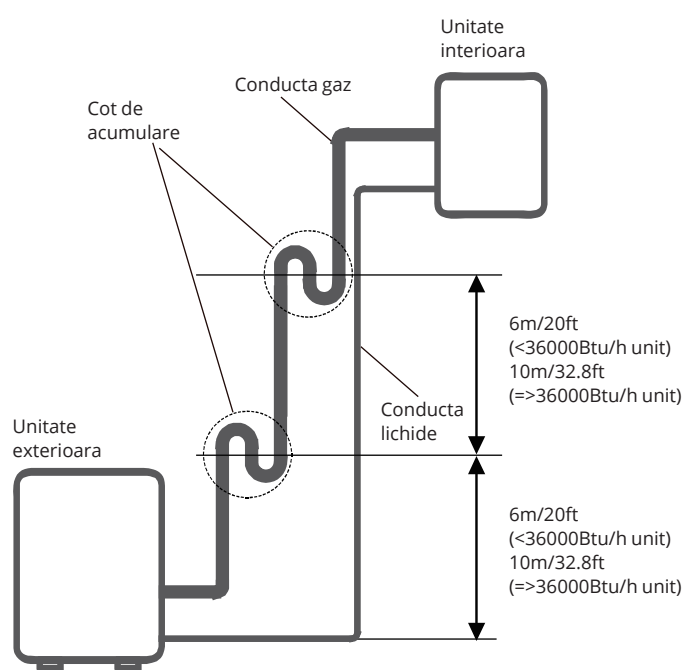 Unitate
interioara
Conducta gaz
Cot de
acumulare
6m/20ft
(<36000Btu/h unit)
10m/32.8ft
(=>36000Btu/h unit)
Conducta
lichide
Unitate
exterioara
6m/20ft
(<36000Btu/h unit)
10m/32.8ft
(=>36000Btu/h unit)